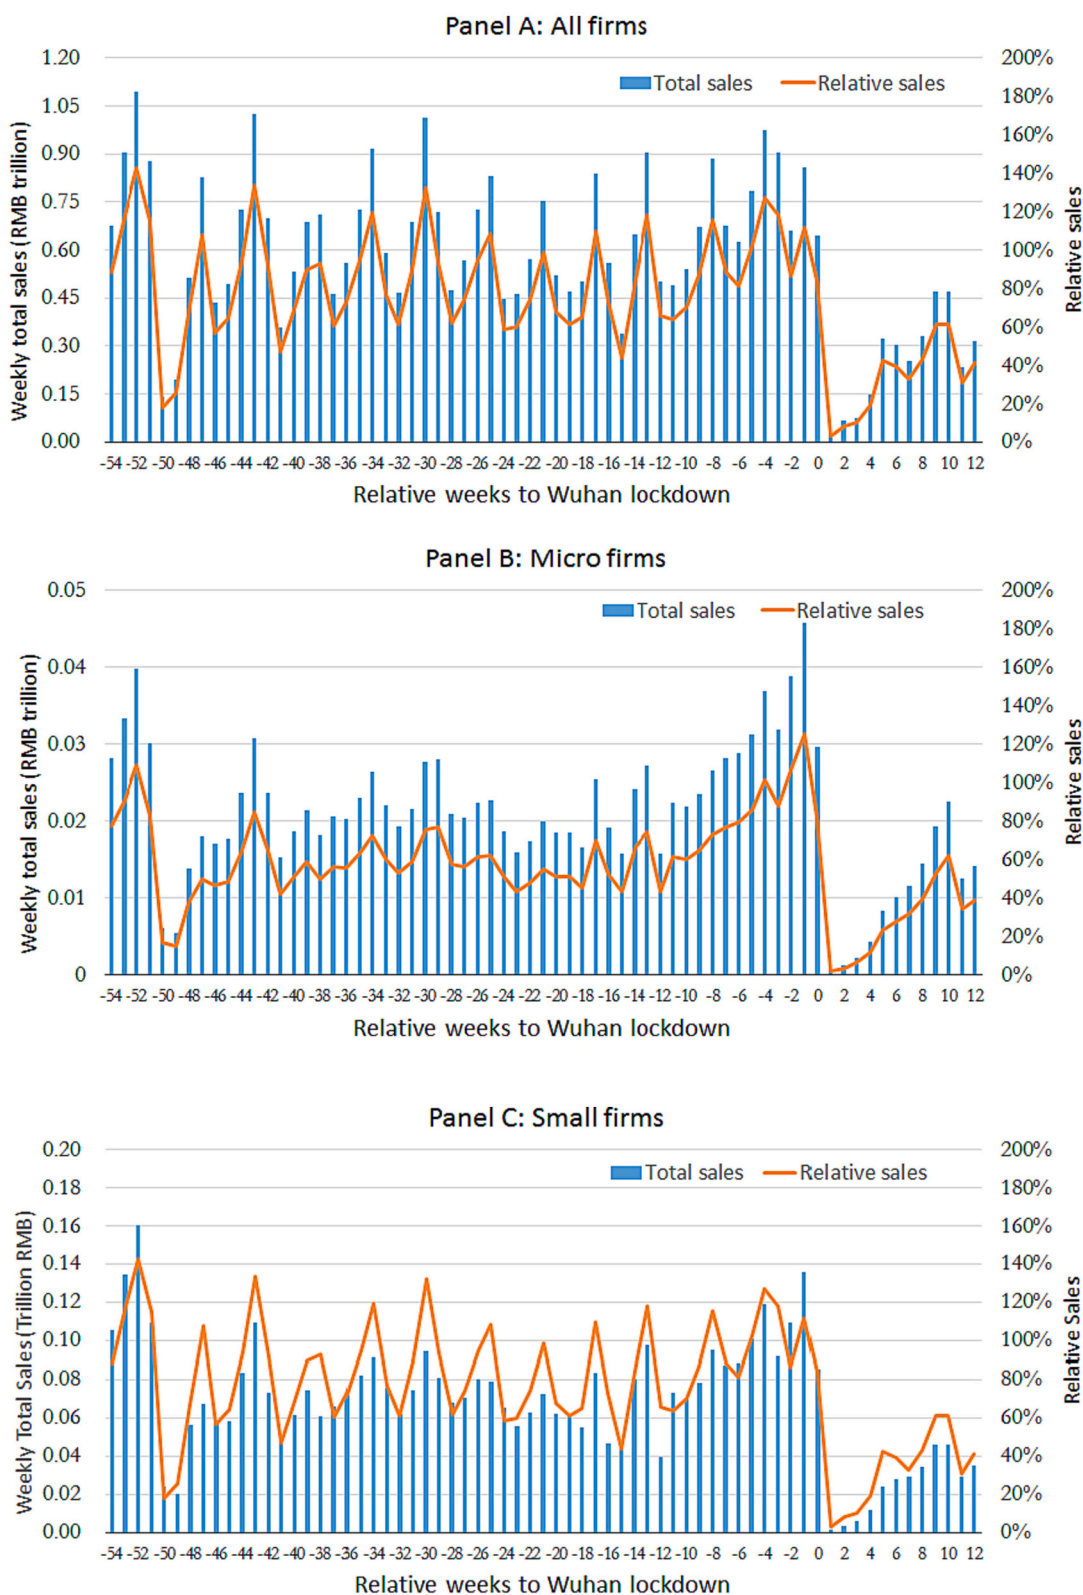 Panel A: All firms
Total sales
Relative sales
Weekly total sales (RMB trillion)
1.20
1.05
0.90
0.75
0.60
0.45
0.30
0.15
0.00
200%
180%
160%
140%
120%
100%
80%
60%
40%
20%
0%
Relative sales
-54 -52 -50 -48 -46 -44 -42 -40 -38 -36 -34 -32 -30 -28 -26 -24 -22 -20 -18 -16 -14 -12 -10 -8 -6 -4 -2 0 2 4 6 8 10 12
Relative weeks to Wuhan lockdown
Panel B: Micro firms
Total sales
Relative sales
Weekly total sales (RMB trillion)
0.05
0.04
0.03
0.02
0.01
0
200%
180%
160%
140%
120%
100%
80%
60%
40%
20%
0%
Relative sales
-54 -52 -50 -48 -46 -44 -42 -40 -38 -36 -34 -32 -30 -28 -26 -24 -22 -20 -18 -16 -14 -12 -10 -8 -6 -4 -2 0 2 4 6 8 10 12
Relative weeks to Wuhan lockdown
Panel C: Small firms
Total sales
Relative sales
Weekly Total Sales (Trillion RMB)
0.20
0.18
0.16
0.14
0.12
0.10
0.08
0.06
0.04
0.02
0.00
200%
180%
160%
140%
120%
100%
80%
60%
40%
20%
0%
Relative Sales
-54 -52 -50 -48 -46 -44 -42 -40 -38 -36 -34 -32 -30 -28 -26 -24 -22 -20 -18 -16 -14 -12 -10 -8 -6 -4 -2 0 2 4 6 8 10 12
Relative weeks to Wuhan lockdown